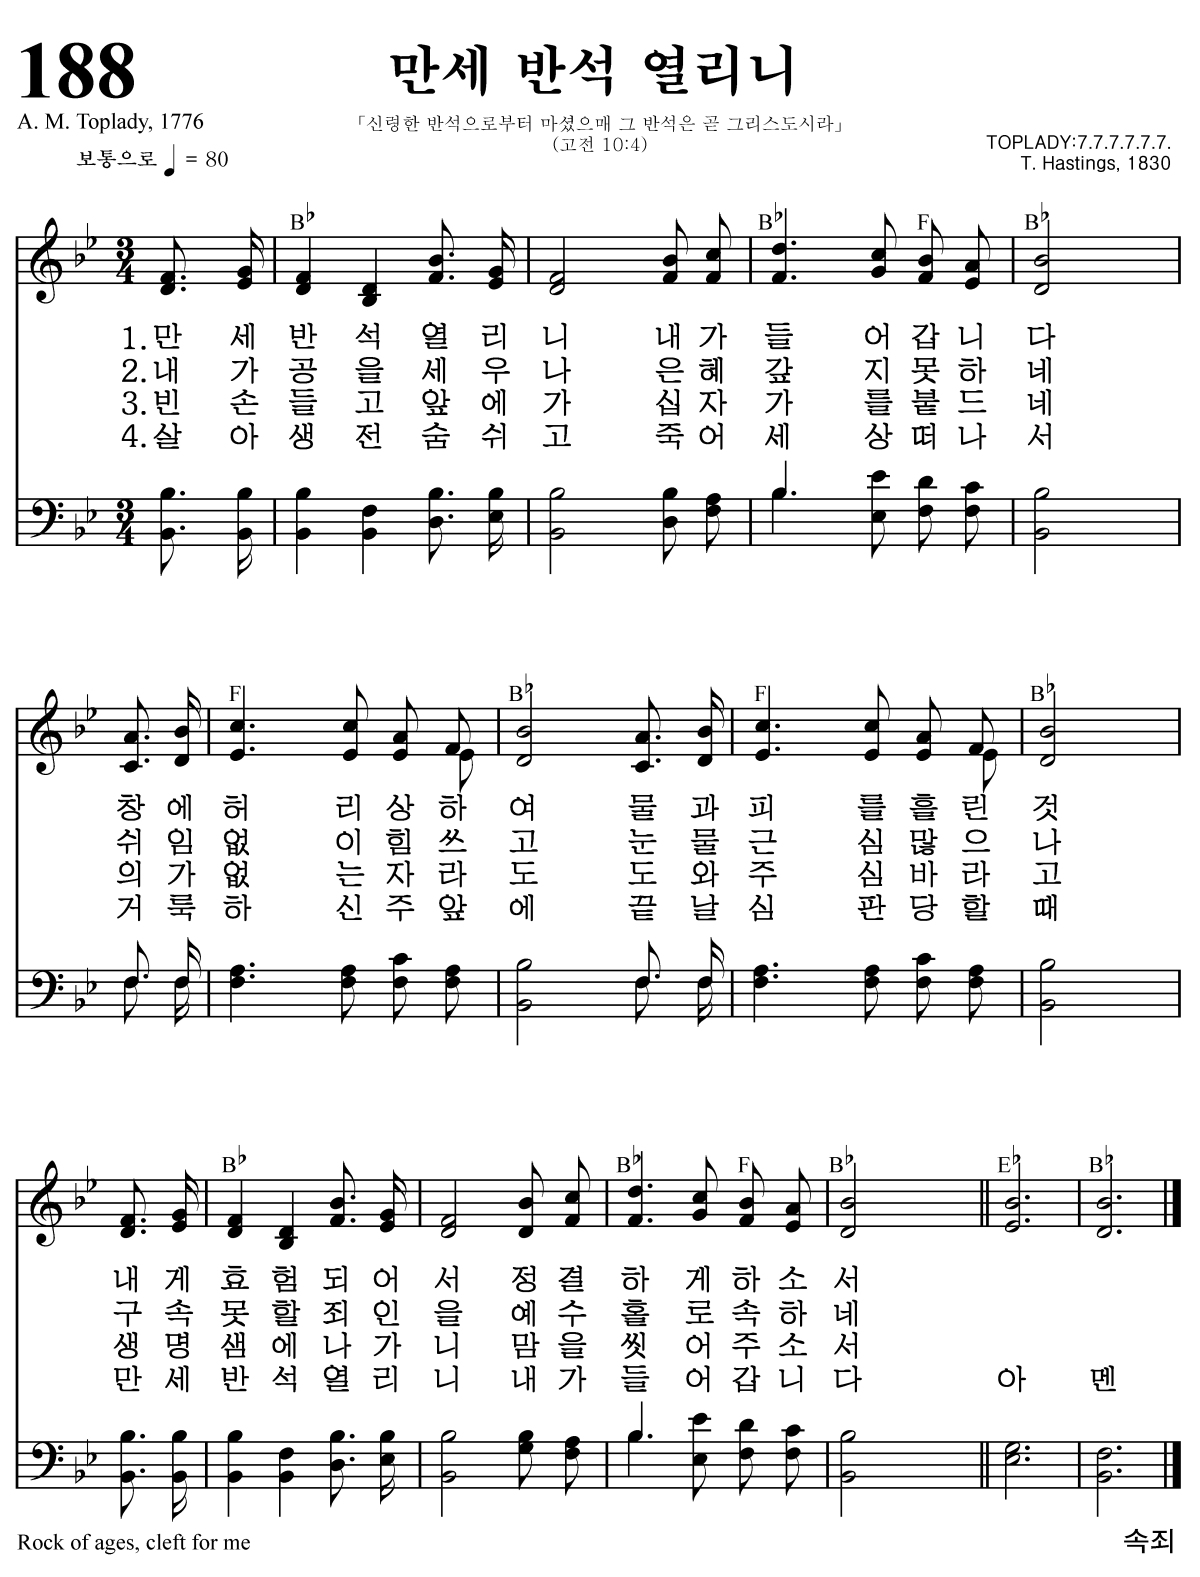 188
만세 반석 열리니
A. M. Toplady, 1776
「신령한 반석으로부터 마셨으매 그 반석은 곧 그리스도시라」
(고전 10:4)
보통으로 ♩ = 80
TOPLADY:7.7.7.7.7.7.
T. Hastings, 1830
B♭ B♭ F B♭
3 4
1.만 세 반 석 열 리 니 내 가 들 어 갑 니 다
2.내 가 공 을 세 우 나 은 혜 갚 지 못 하 네
3.빈 손 들 고 앞 에 가 십 자 가 를 붙 드 네
4.살 아 생 전 숨 쉬 고 죽 어 세 상 떠 나 서
3 4
F B♭ F B♭
창 에 허 리 상 하 여 물 과 피 를 흘 린 것
쉬 임 없 이 힘 쓰 고 눈 물 근 심 많 으 나
의 가 없 는 자 라 도 도 와 주 심 바 라 고
거 룩 하 신 주 앞 에 끝 날 심 판 당 할 때
B♭ B♭ F B♭ E♭ B♭
내 게 효 험 되 어 서 정 결 하 게 하 소 서
구 속 못 할 죄 인 을 예 수 홀 로 속 하 네
생 명 샘 에 나 가 니 맘 을 씻 어 주 소 서
만 세 반 석 열 리 니 내 가 들 어 갑 니 다 아 멘
Rock of ages, cleft for me
속죄